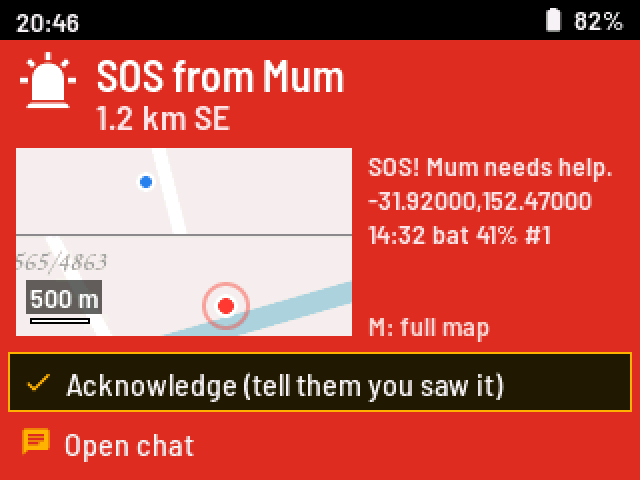 20:46
82%
SOS from Mum
1.2 km SE
SOS! Mum needs help.
-31.92000,152.47000
14:32 bat 41% #1
565/4863
500 m
M: full map
Acknowledge (tell them you saw it)
Open chat